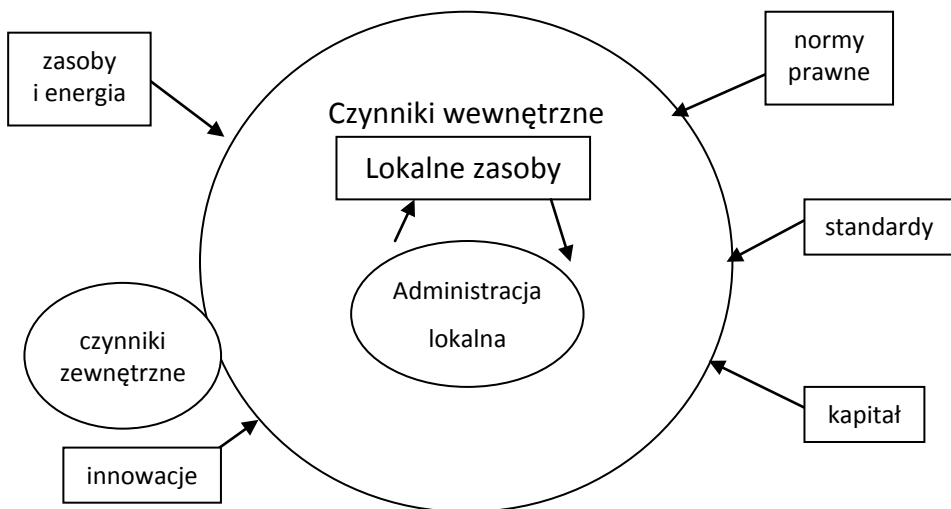 zasoby
i energia
normy
prawne
Czynniki wewnętrzne
Lokalne zasoby
standardy
Administracja
lokalna
czynniki
zewnętrzne
kapitał
innowacje